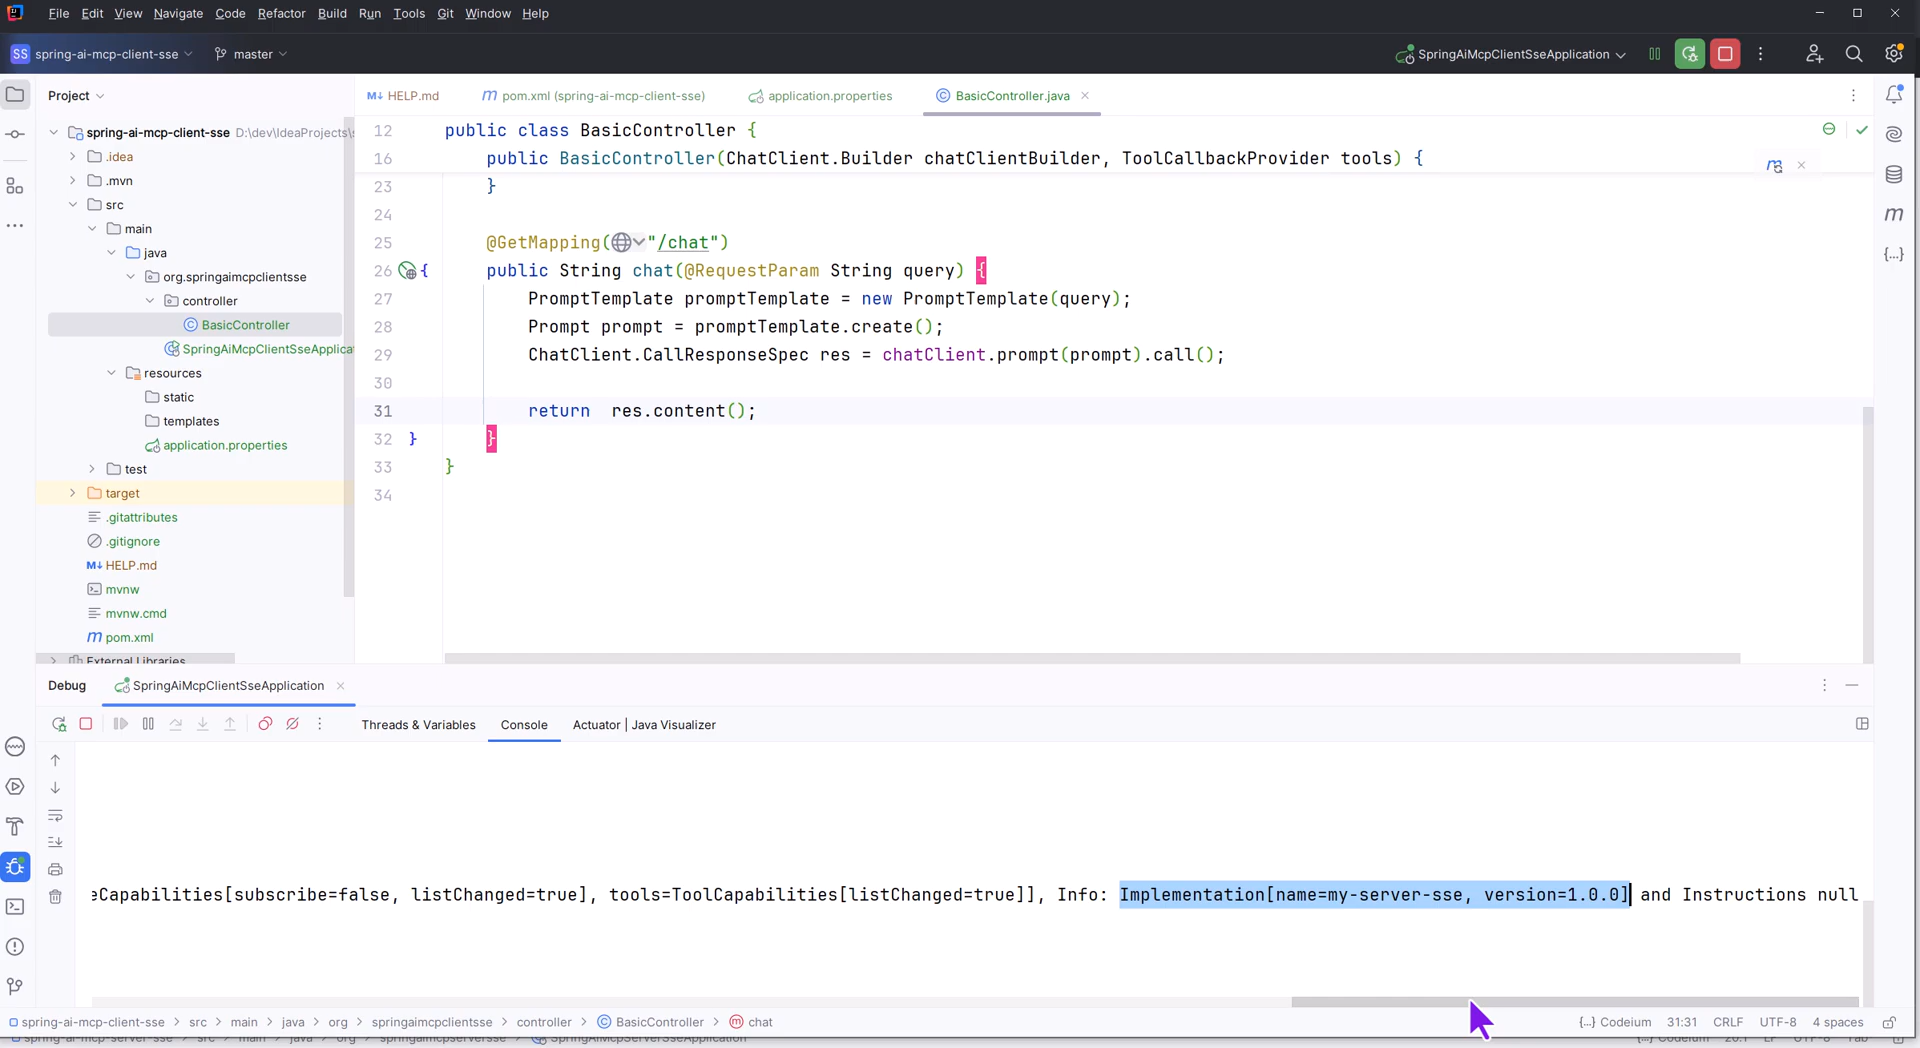 File Edit View Navigate Code Refactor Build Run Tools Git Window Help
SS spring-ai-mcp-client-sse master SpringAiMcpClientSseApplication
Project
HELP.md
pom.xml (spring-ai-mcp-client-sse)
application.properties
BasicController.java
spring-ai-mcp-client-sse D:\dev\IdeaProjects\s
.idea
.mvn
src
main
java
org.springaimcpclientsse
controller
BasicController
SpringAiMcpClientSseApplica
resources
static
templates
application.properties
test
target
.gitattributes
.gitignore
M↓ HELP.md
mvnw
mvnw.cmd
m pom.xml
External Libraries
12 public class BasicController {
16 public BasicController(ChatClient.Builder chatClientBuilder, ToolCallbackProvider tools) {
23 }
24
25 @GetMapping("/chat")
26 { public String chat(@RequestParam String query) {
27 PromptTemplate promptTemplate = new PromptTemplate(query);
28 Prompt prompt = promptTemplate.create();
29 ChatClient.CallResponseSpec res = chatClient.prompt(prompt).call();
30
31 return res.content();
32 } }
33 }
34
Debug SpringAiMcpClientSseApplication
Threads & Variables Console Actuator Java Visualizer
eCapabilities[subscribe=false, listChanged=true], tools=ToolCapabilities[listChanged=true]], Info: Implementation[name=my-server-sse, version=1.0.0] and Instructions null
spring-ai-mcp-client-sse > src > main > java > org > springaimcpclientsse > controller > BasicController > chat
{...} Codeium 31:31 CRLF UTF-8 4 spaces